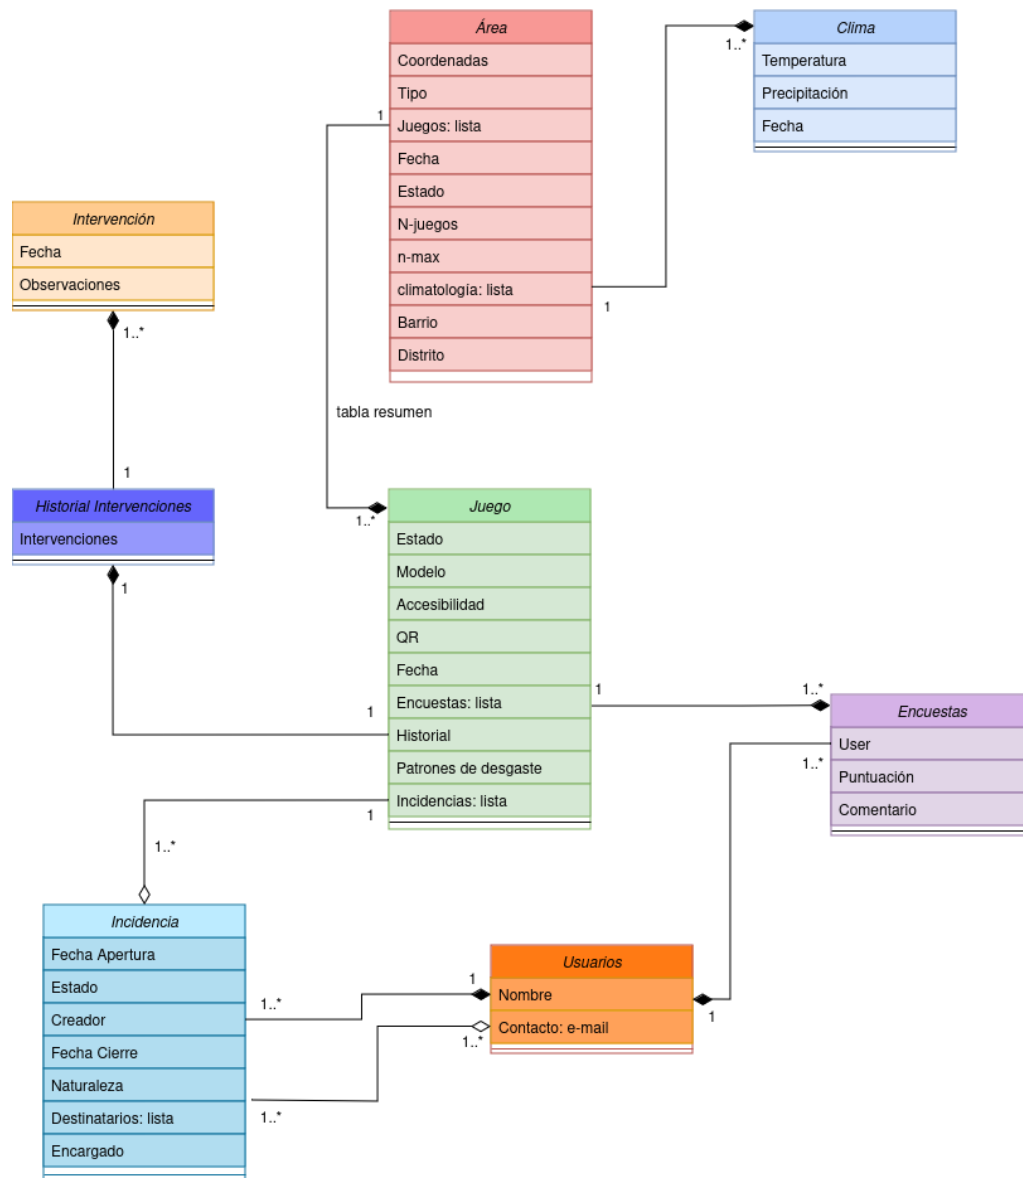 Área
Coordenadas
Tipo
Juegos: lista
Fecha
Estado
N-juegos
n-max
climatología: lista
Barrio
Distrito
1
1
Clima
Temperatura
Precipitación
Fecha
1..*
Intervención
Fecha
Observaciones
1..*
1
tabla resumen
Historial Intervenciones
Intervenciones
1
1..*
Juego
Estado
Modelo
Accesibilidad
QR
Fecha
Encuestas: lista
Historial
Patrones de desgaste
Incidencias: lista
1
1
1
1..*
Encuestas
User
Puntuación
Comentario
1..*
1..*
Incidencia
Fecha Apertura
Estado
Creador
Fecha Cierre
Naturaleza
Destinatarios: lista
Encargado
1..*
1..*
Usuarios
Nombre
Contacto: e-mail
1
1..*
1